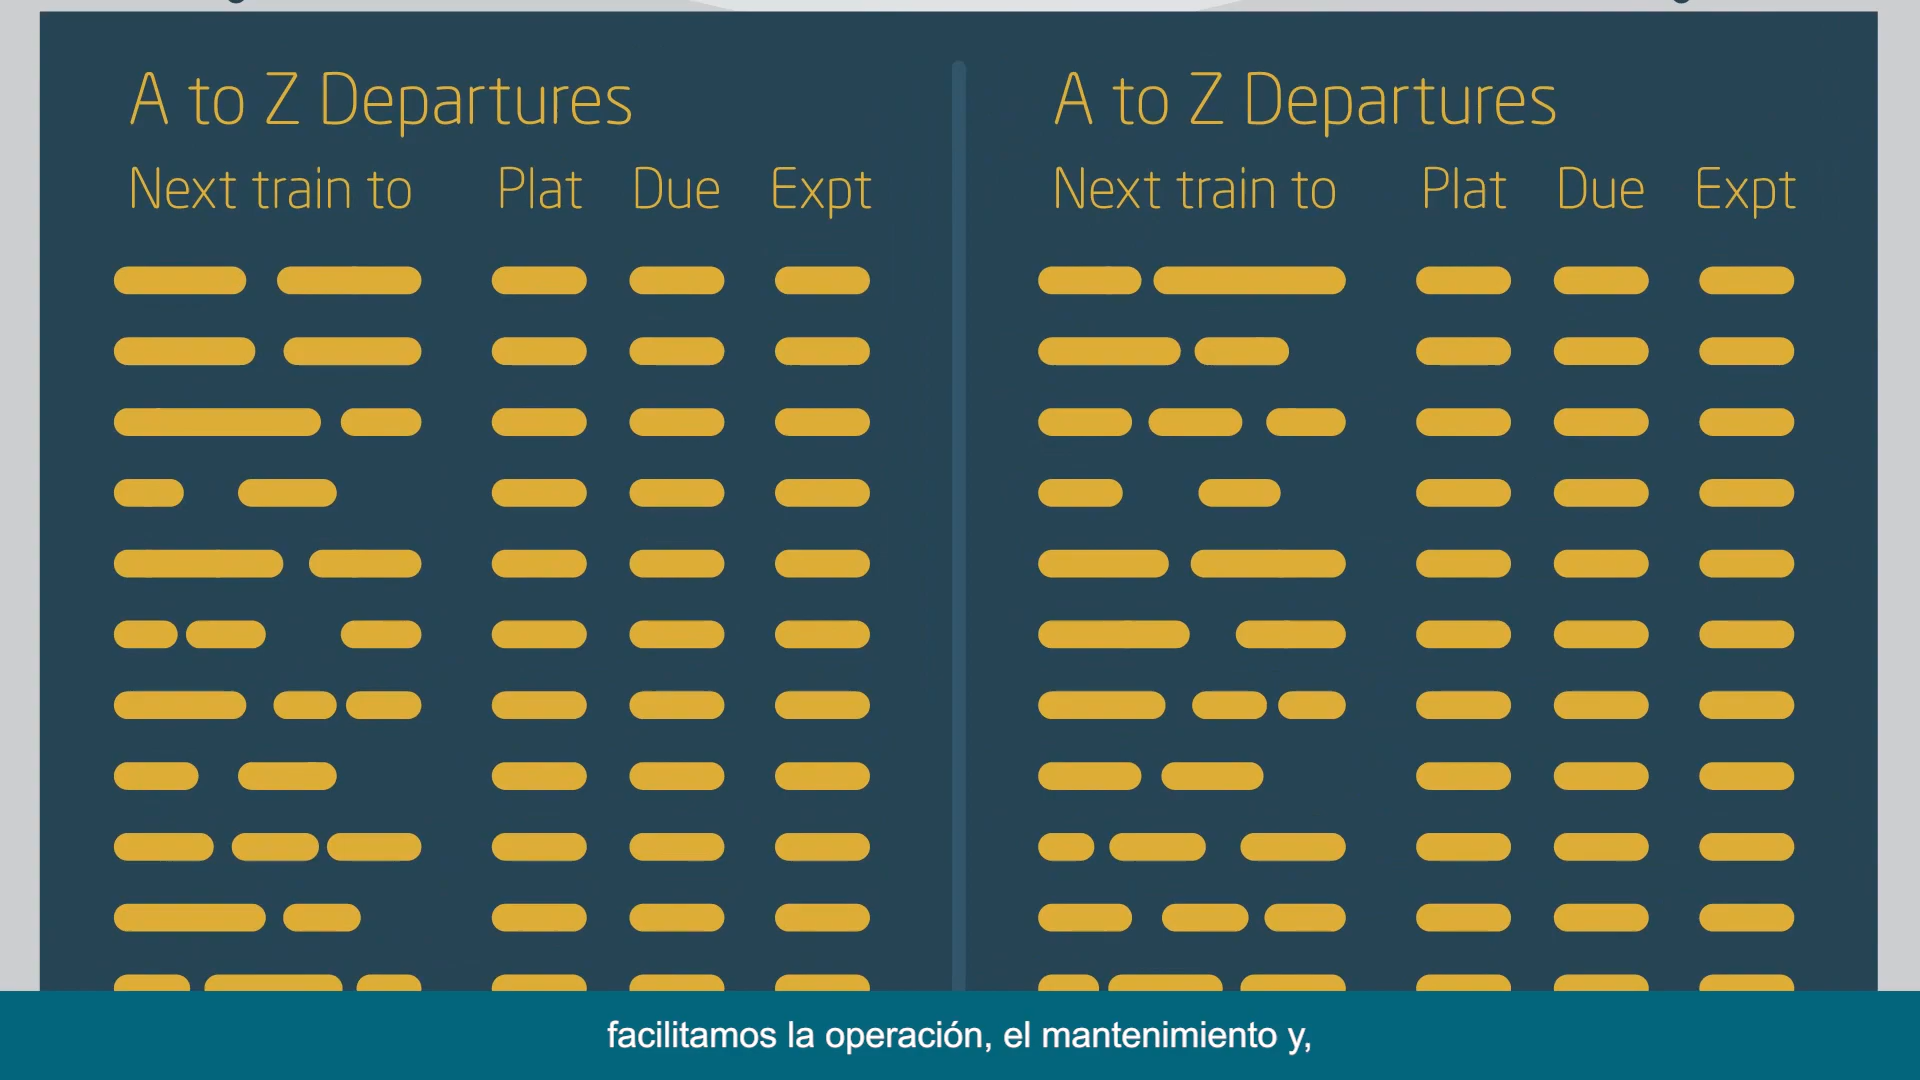 A to Z Departures
Next train to Plat Due Expt
A to Z Departures
Next train to Plat Due Expt
facilitamos la operación, el mantenimiento y,